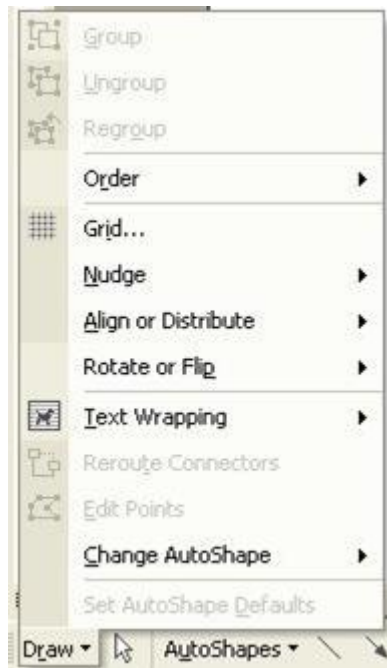 Group
Ungroup
Regroup
Order
Grid...
Nudge
Align or Distribute
Rotate or Flip
Text Wrapping
Reroute Connectors
Edit Points
Change AutoShape
Set AutoShape Defaults
Draw AutoShapes